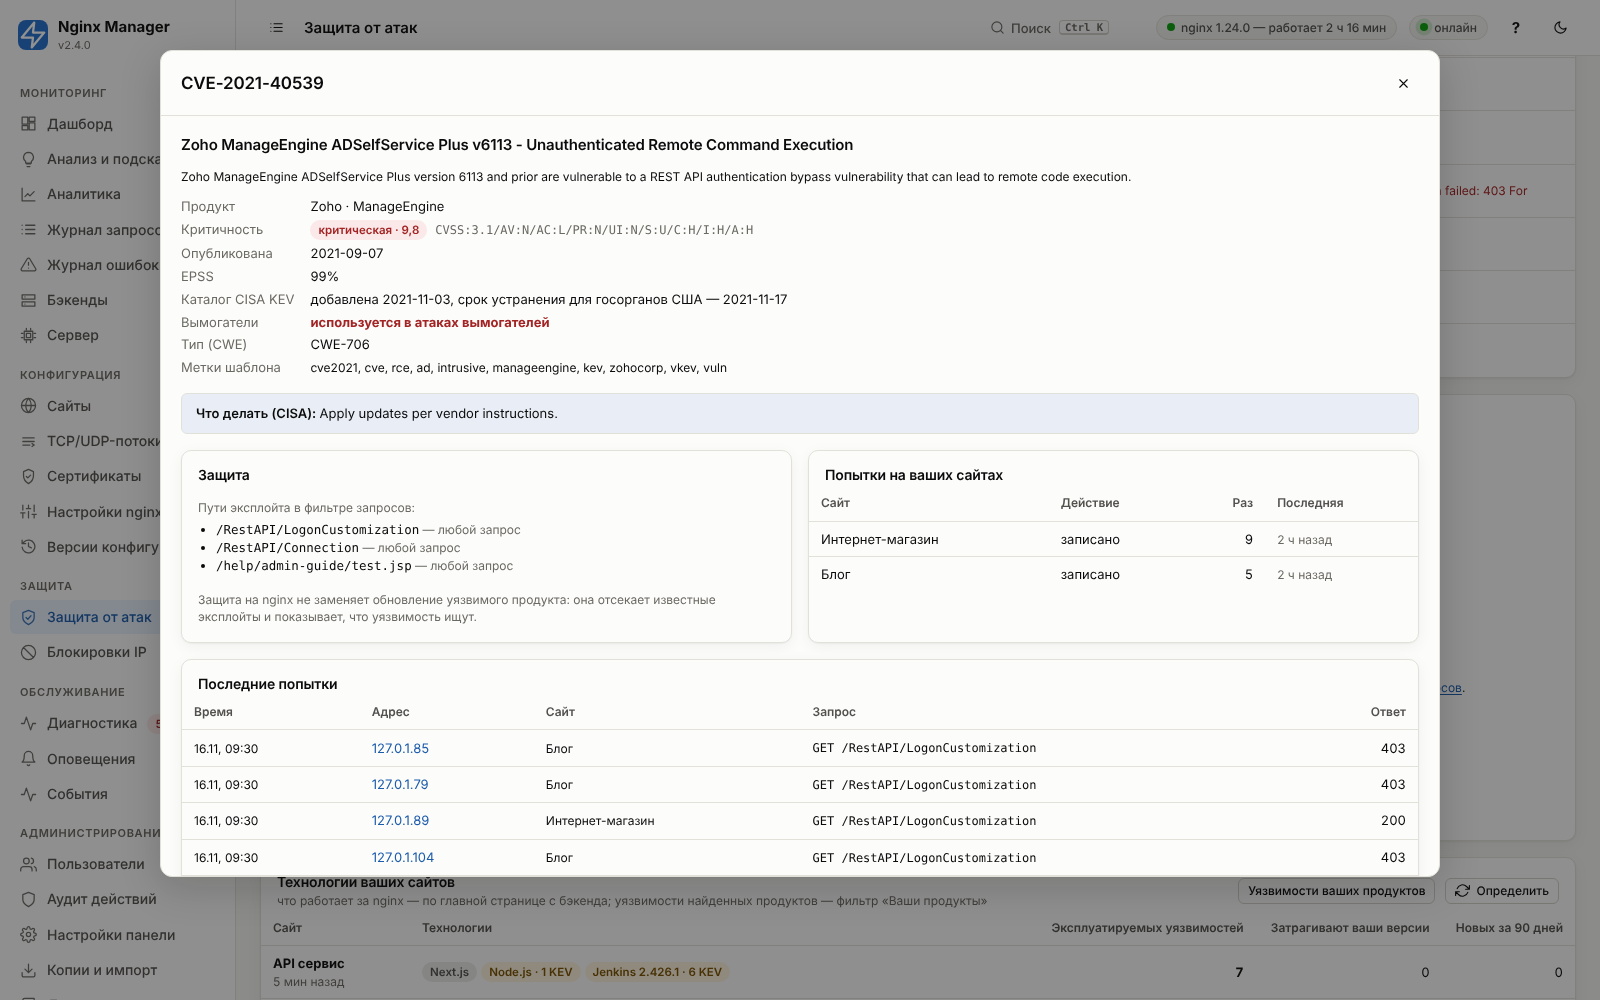 Nginx Manager
v2.4.0
Защита от атак
Поиск
Ctrl K
nginx 1.24.0 — работает 2 ч 16 мин
онлайн
?
МОНИТОРИНГ
Дашборд
Анализ и подска
Аналитика
Журнал запросо
Журнал ошибок
Бэкенды
Сервер
КОНФИГУРАЦИЯ
Сайты
TCP/UDP-потоки
Сертификаты
Настройки nginx
Версии конфигу
ЗАЩИТА
Защита от атак
Блокировки IP
ОБСЛУЖИВАНИЕ
Диагностика
Оповещения
События
АДМИНИСТРИРОВАНИ
Пользователи
Аудит действий
Настройки панели
Копии и импорт
CVE-2021-40539
Zoho ManageEngine ADSelfService Plus v6113 - Unauthenticated Remote Command Execution
Zoho ManageEngine ADSelfService Plus version 6113 and prior are vulnerable to a REST API authentication bypass vulnerability that can lead to remote code execution.
Продукт Zoho · ManageEngine
Критичность критическая · 9,8 CVSS:3.1/AV:N/AC:L/PR:N/UI:N/S:U/C:H/I:H/A:H
Опубликована 2021-09-07
EPSS 99%
Каталог CISA KEV добавлена 2021-11-03, срок устранения для госорганов США — 2021-11-17
Вымогатели используется в атаках вымогателей
Тип (CWE) CWE-706
Метки шаблона cve2021, cve, rce, ad, intrusive, manageengine, kev, zohocorp, vkev, vuln
Что делать (CISA): Apply updates per vendor instructions.
Защита
Пути эксплойта в фильтре запросов:
• /RestAPI/LogonCustomization — любой запрос
• /RestAPI/Connection — любой запрос
• /help/admin-guide/test.jsp — любой запрос
Защита на nginx не заменяет обновление уязвимого продукта: она отсекает известные
эксплойты и показывает, что уязвимость ищут.
Попытки на ваших сайтах
Сайт Действие Раз Последняя
Интернет-магазин записано 9 2 ч назад
Блог записано 5 2 ч назад
Последние попытки
Время Адрес Сайт Запрос Ответ
16.11, 09:30 127.0.1.85 Блог GET /RestAPI/LogonCustomization 403
16.11, 09:30 127.0.1.79 Блог GET /RestAPI/LogonCustomization 403
16.11, 09:30 127.0.1.89 Интернет-магазин GET /RestAPI/LogonCustomization 200
16.11, 09:30 127.0.1.104 Блог GET /RestAPI/LogonCustomization 403
failed: 403 For
сов.
Технологии ваших сайтов
что работает за nginx — по главной странице с бэкенда; уязвимости найденных продуктов — фильтр «Ваши продукты»
Уязвимости ваших продуктов
Определить
Сайт Технологии Эксплуатируемых уязвимостей Затрагивают ваши версии Новых за 90 дней
API сервис Next.js Node.js · 1 KEV Jenkins 2.426.1 · 6 KEV 7 0 0
5 мин назад